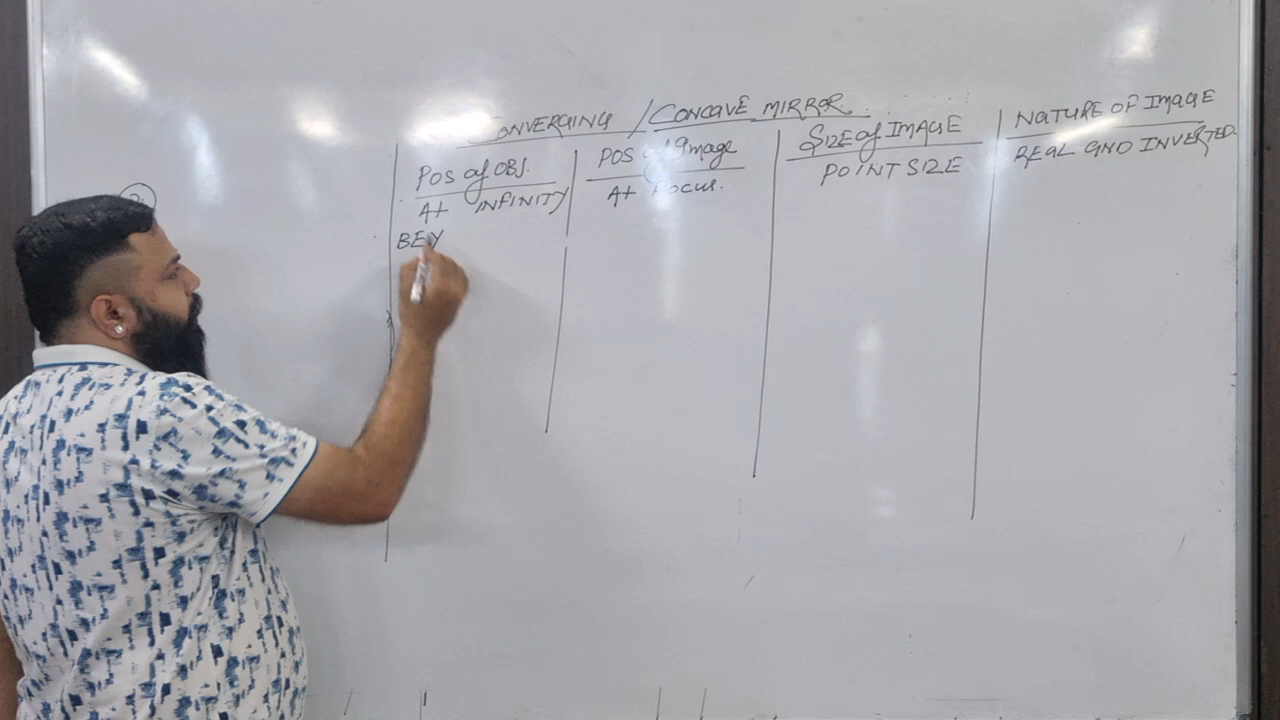 CONVERGING / CONCAVE MIRROR
POS of OBJ. POS of Image SIZE of IMAGE NATURE OF IMAGE
At INFINITY At FOCUS. POINT SIZE REAL AND INVERTED.
BEY